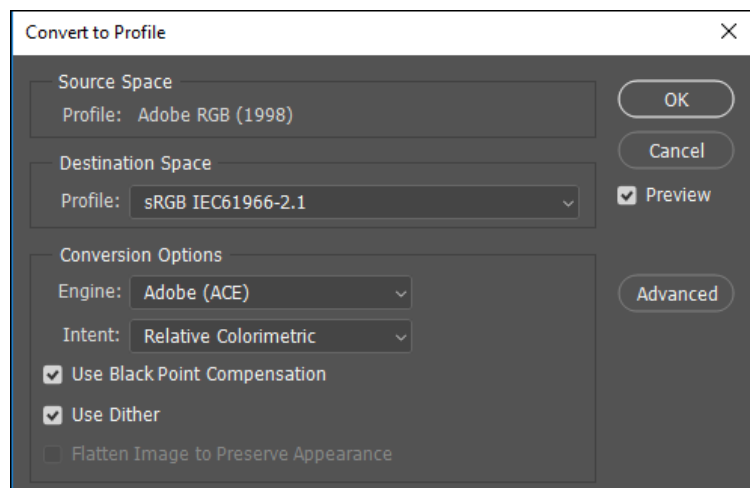 Convert to Profile
Source Space
Profile: Adobe RGB (1998)
OK
Cancel
Destination Space
Profile: sRGB IEC61966-2.1
Preview
Conversion Options
Engine: Adobe (ACE)
Advanced
Intent: Relative Colorimetric
Use Black Point Compensation
Use Dither
Flatten Image to Preserve Appearance